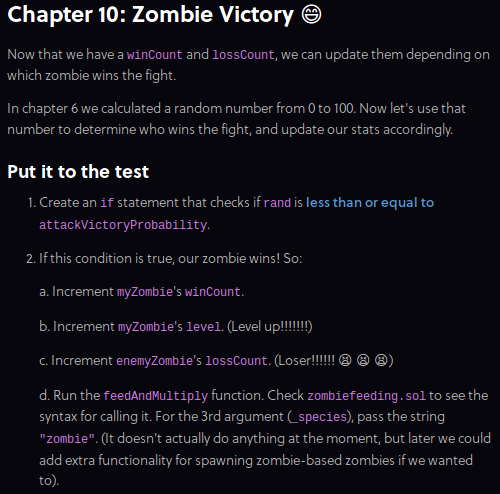 Chapter 10: Zombie Victory 😄
Now that we have a winCount and lossCount, we can update them depending on
which zombie wins the fight.
In chapter 6 we calculated a random number from 0 to 100. Now let's use that
number to determine who wins the fight, and update our stats accordingly.
Put it to the test
1. Create an if statement that checks if rand is less than or equal to
attackVictoryProbability.
2. If this condition is true, our zombie wins! So:
a. Increment myZombie's winCount.
b. Increment myZombie's level. (Level up!!!!!!!)
c. Increment enemyZombie's lossCount. (Loser!!!!!! 😫 😫 😫)
d. Run the feedAndMultiply function. Check zombiefeeding.sol to see the
syntax for calling it. For the 3rd argument (_species), pass the string
"zombie". (It doesn't actually do anything at the moment, but later we could
add extra functionality for spawning zombie-based zombies if we wanted
to).